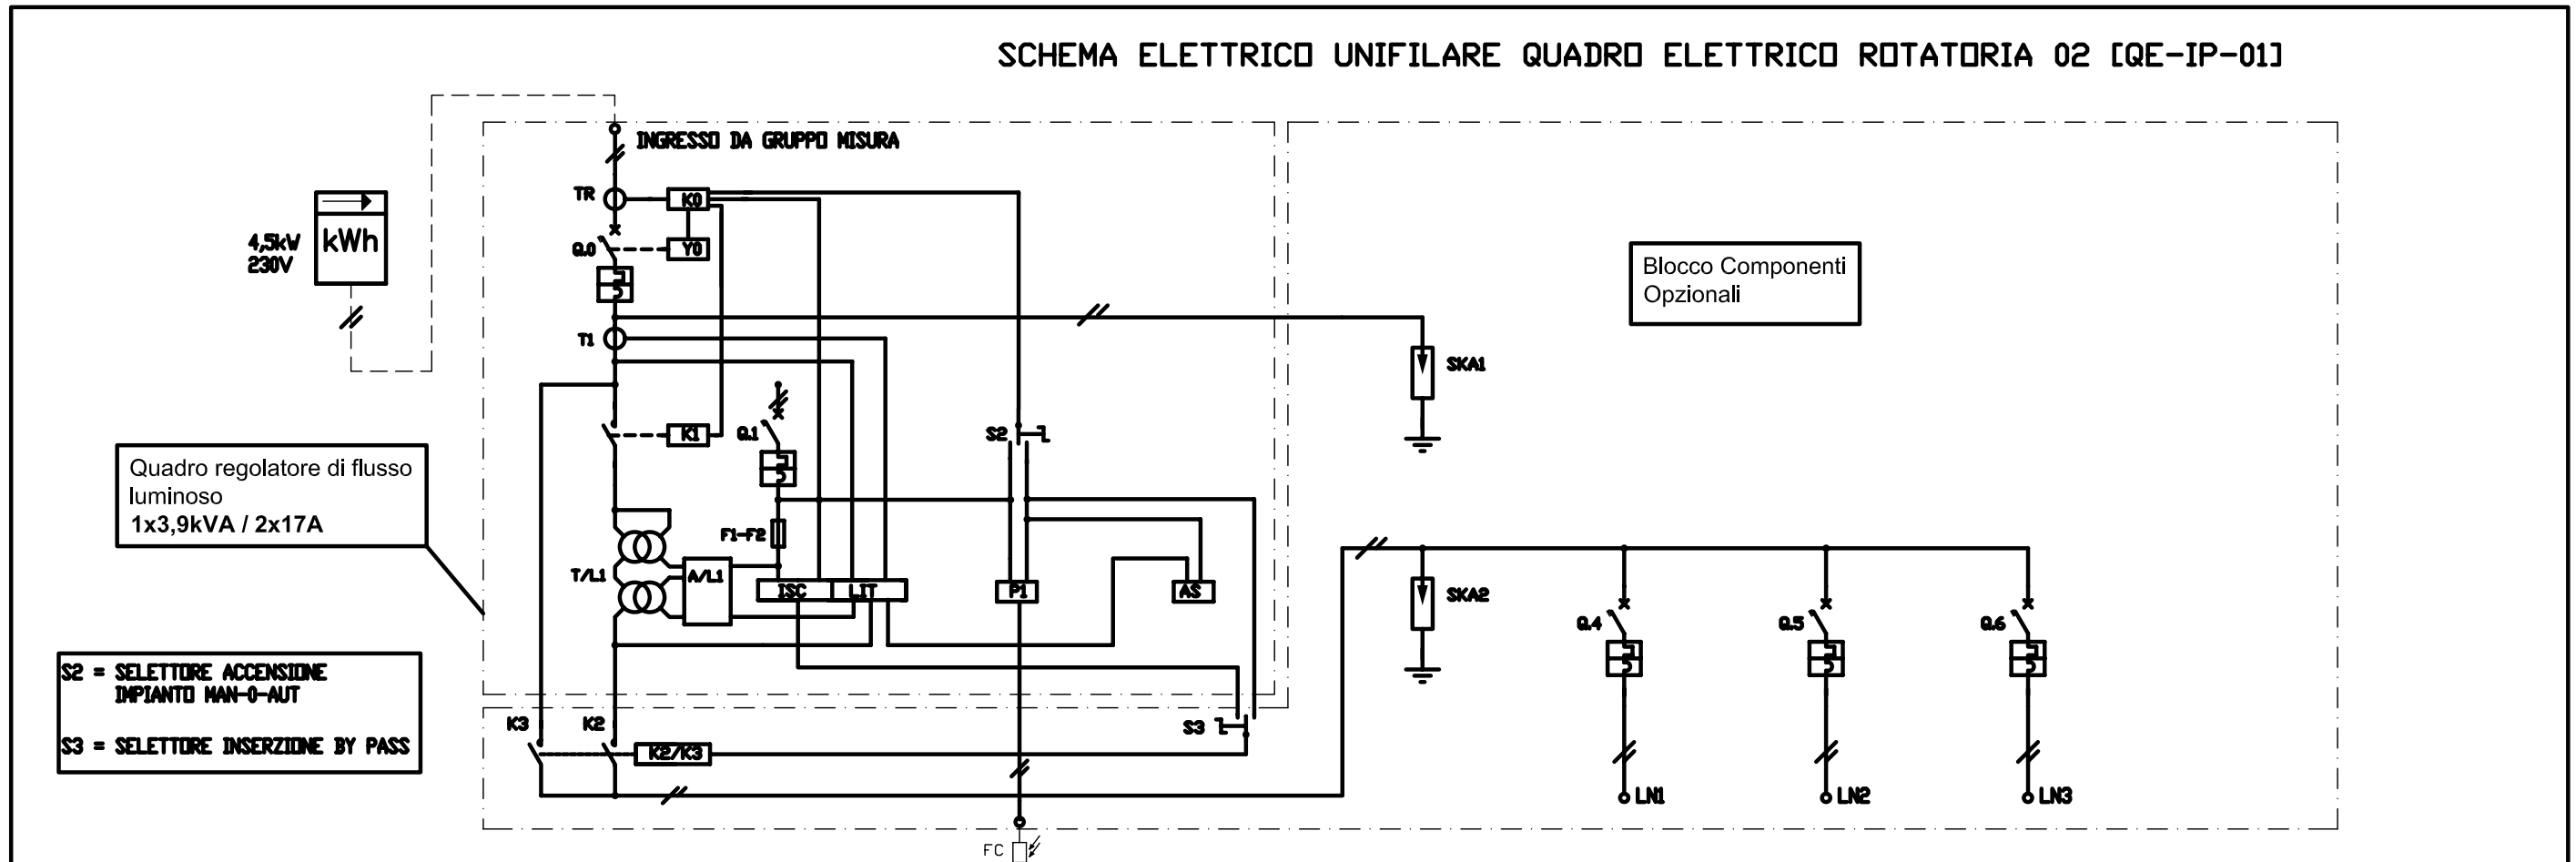 SCHEMA ELETTRICO UNIFILARE QUADRO ELETTRICO ROTATORIA 02 [QE-IP-01]
INGRESSO DA GRUPPO MISURA
TR
K0
4,5kW
230V
kWh
Q.0
Y0
Blocco Componenti
Opzionali
T1
SKA1
K1
Q.1
S2
Quadro regolatore di flusso
luminoso
1x3,9kVA / 2x17A
F1-F2
T/L1
A/L1
ISC
LIT
P1
AS
SKA2
Q.4
Q.5
Q.6
S2 = SELETTORE ACCENSIONE
IMPIANTO MAN-O-AUT
S3 = SELETTORE INSERZIONE BY PASS
K3
K2
S3
K2/K3
LN1
LN2
LN3
FC